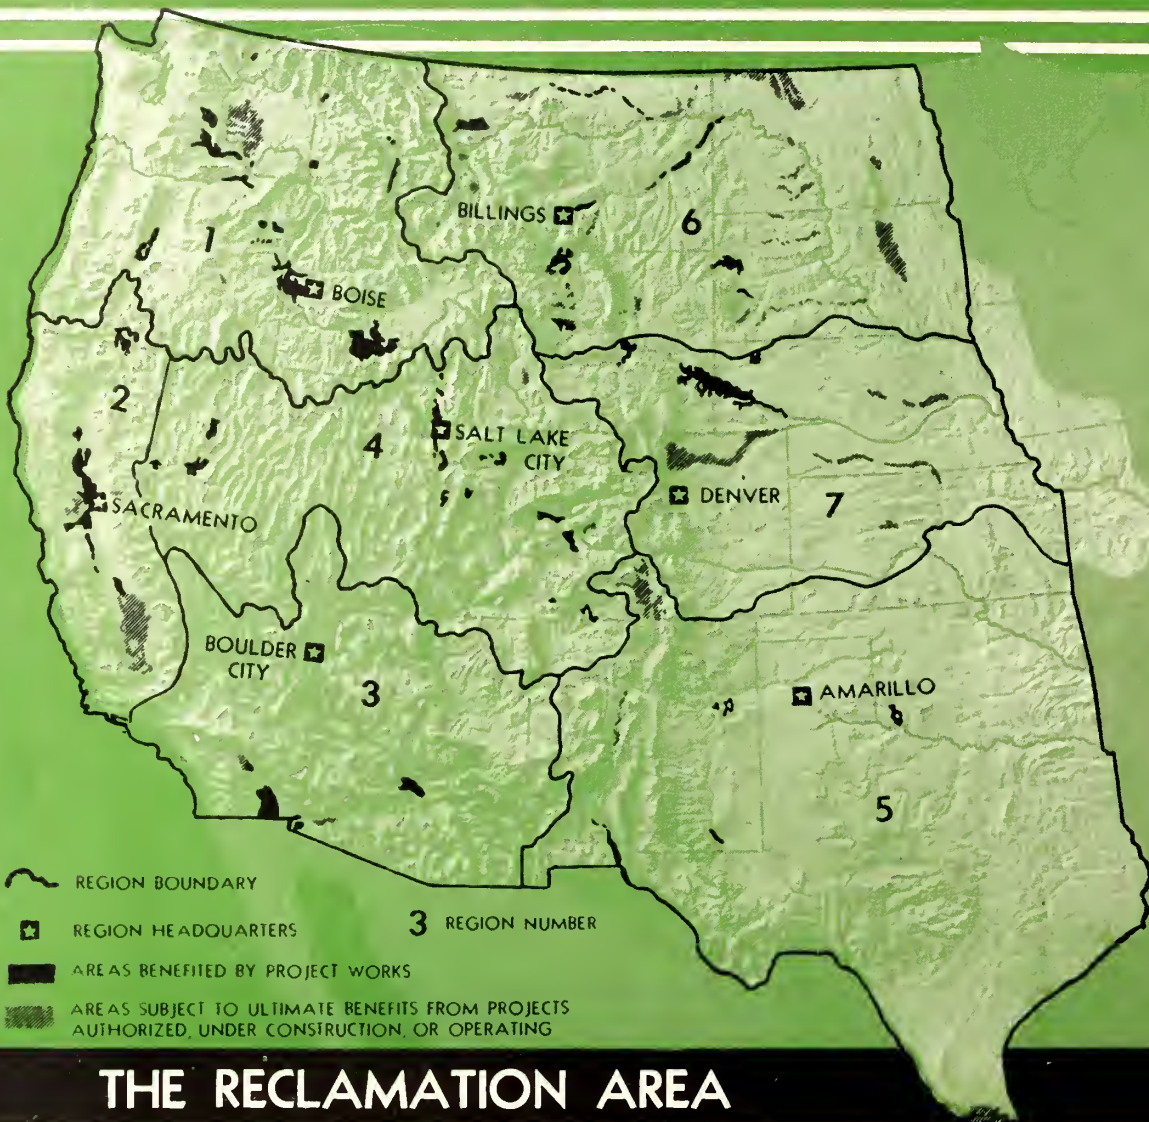 BILLINGS
6
1
BOISE
2
4
SALT LAKE
CITY
SACRAMENTO
DENVER
7
BOULDER
CITY
3
AMARILLO
5
REGION BOUNDARY
REGION HEADQUARTERS
3 REGION NUMBER
AREAS BENEFITED BY PROJECT WORKS
AREAS SUBJECT TO ULTIMATE BENEFITS FROM PROJECTS
AUTHORIZED, UNDER CONSTRUCTION, OR OPERATING
THE RECLAMATION AREA